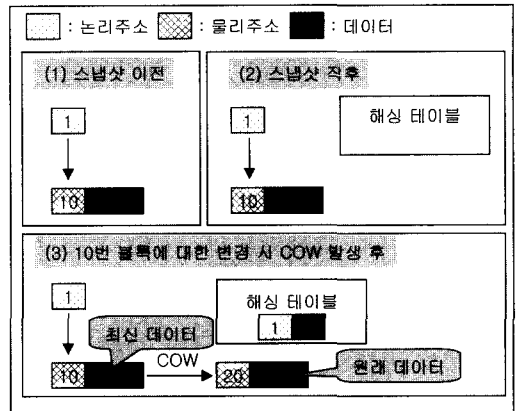 : 논리주소 : 물리주소 : 데이터
(1) 스냅샷 이전
1
10
(2) 스냅샷 직후
1
10
해싱 테이블
(3) 10번 블록에 대한 변경 시 COW 발생 후
1
해싱 테이블
1
최신 데이터
10
COW
20
원래 데이터